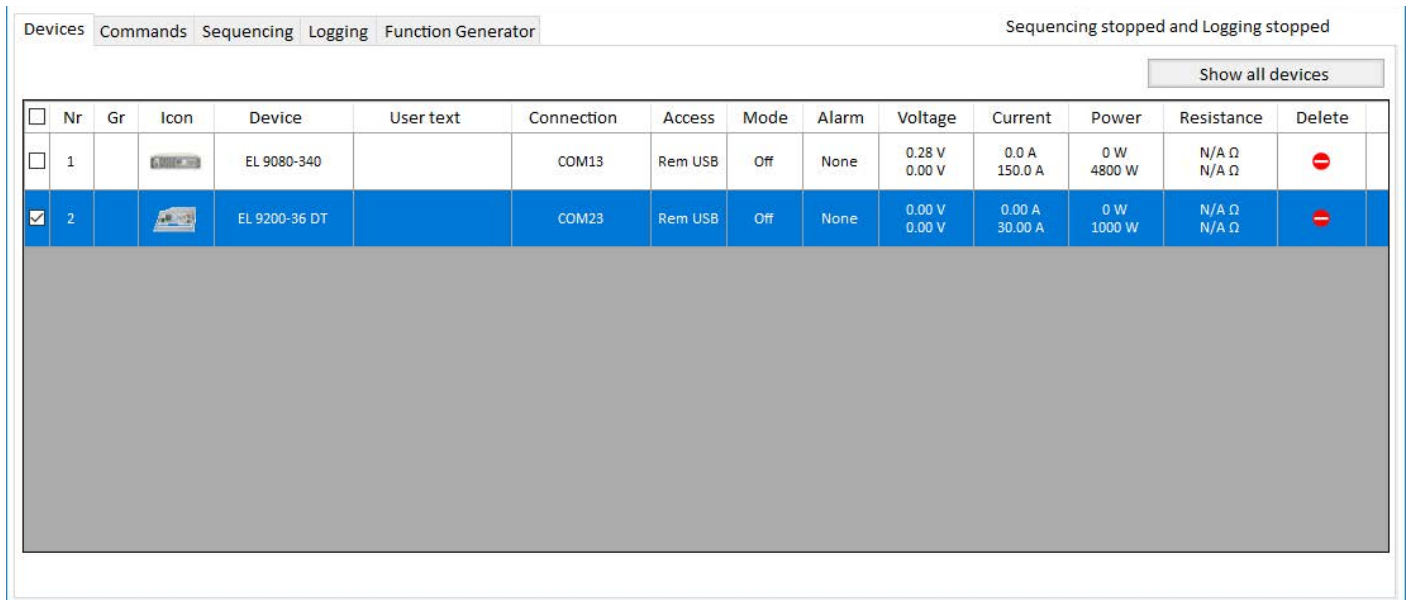 Devices Commands Sequencing Logging Function Generator Sequencing stopped and Logging stopped
Show all devices
Nr Gr Icon Device User text Connection Access Mode Alarm Voltage Current Power Resistance Delete
1 EL 9080-340 COM13 Rem USB Off None 0.28 V 0.0 A 0 W N/A Ω
0.00 V 150.0 A 4800 W N/A Ω
2 EL 9200-36 DT COM23 Rem USB Off None 0.00 V 0.00 A 0 W N/A Ω
0.00 V 30.00 A 1000 W N/A Ω